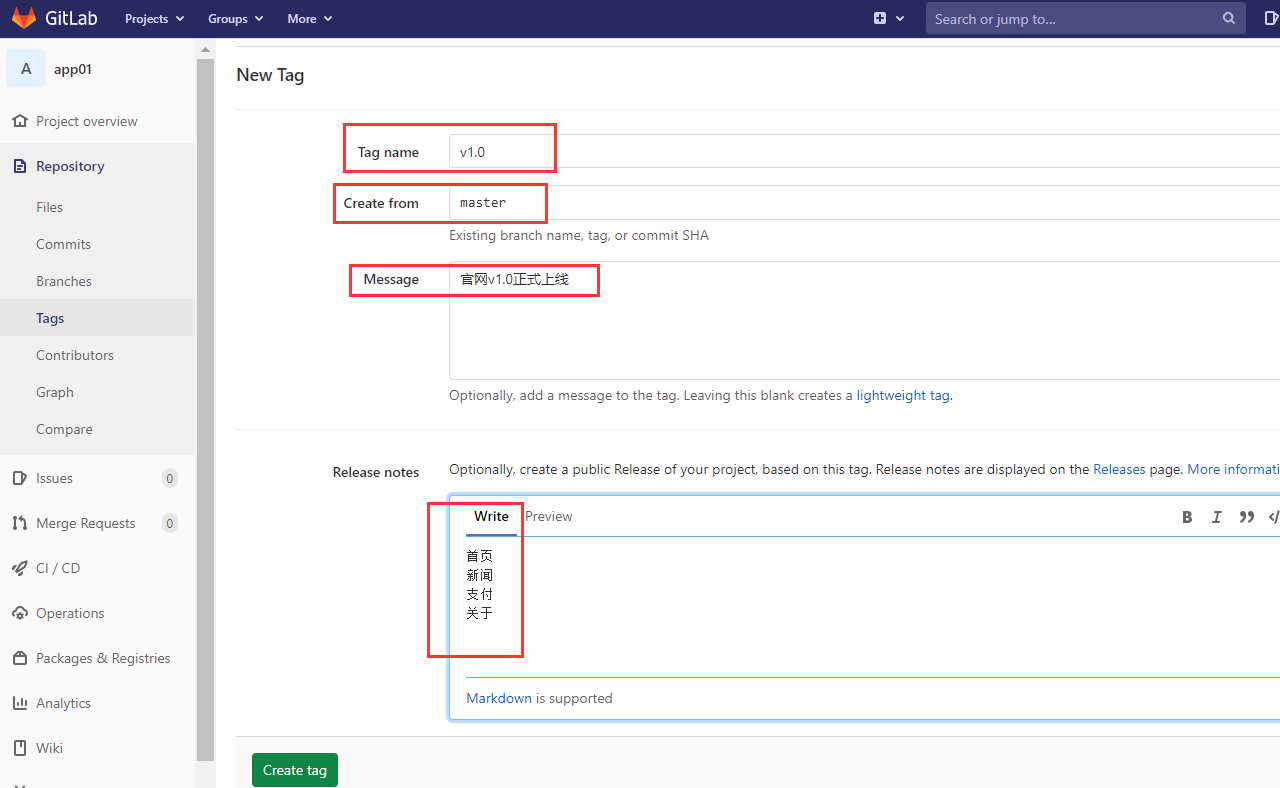 GitLab Projects Groups More Search or jump to...
A app01
Project overview
Repository
Files
Commits
Branches
Tags
Contributors
Graph
Compare
Issues 0
Merge Requests 0
CI / CD
Operations
Packages & Registries
Analytics
Wiki
New Tag
Tag name v1.0
Create from master
Existing branch name, tag, or commit SHA
Message 官网v1.0正式上线
Optionally, add a message to the tag. Leaving this blank creates a lightweight tag.
Release notes Optionally, create a public Release of your project, based on this tag. Release notes are displayed on the Releases page. More informati
Write Preview B I
首页
新闻
支付
关于
Markdown is supported
Create tag